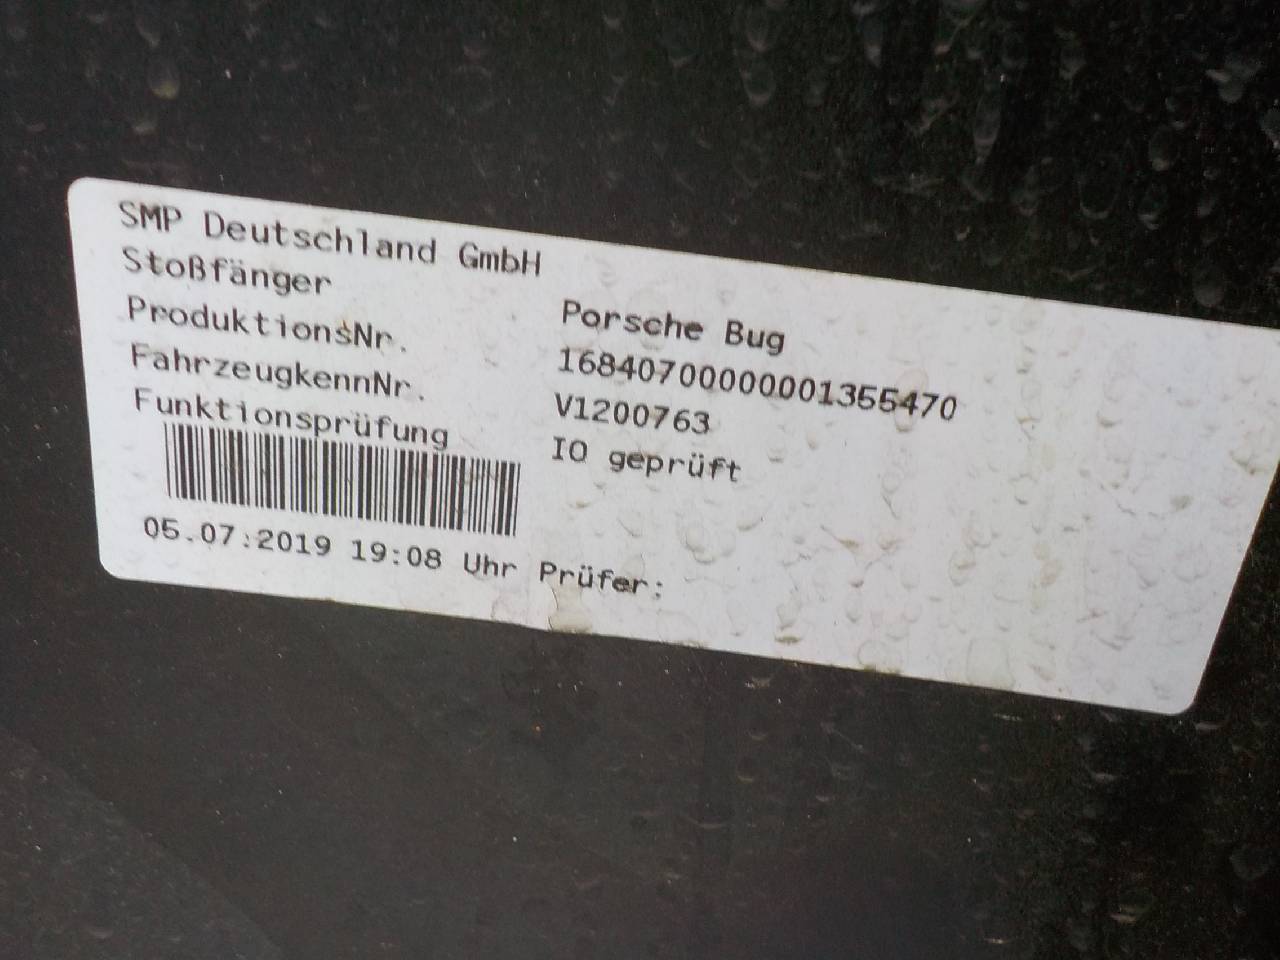 SMP Deutschland GmbH
Stoßfänger Porsche Bug
ProduktionsNr. 16840700000001355470
FahrzeugkennNr. V1200763
Funktionsprüfung IO geprüft
05.07:2019 19:08 Uhr Prüfer: